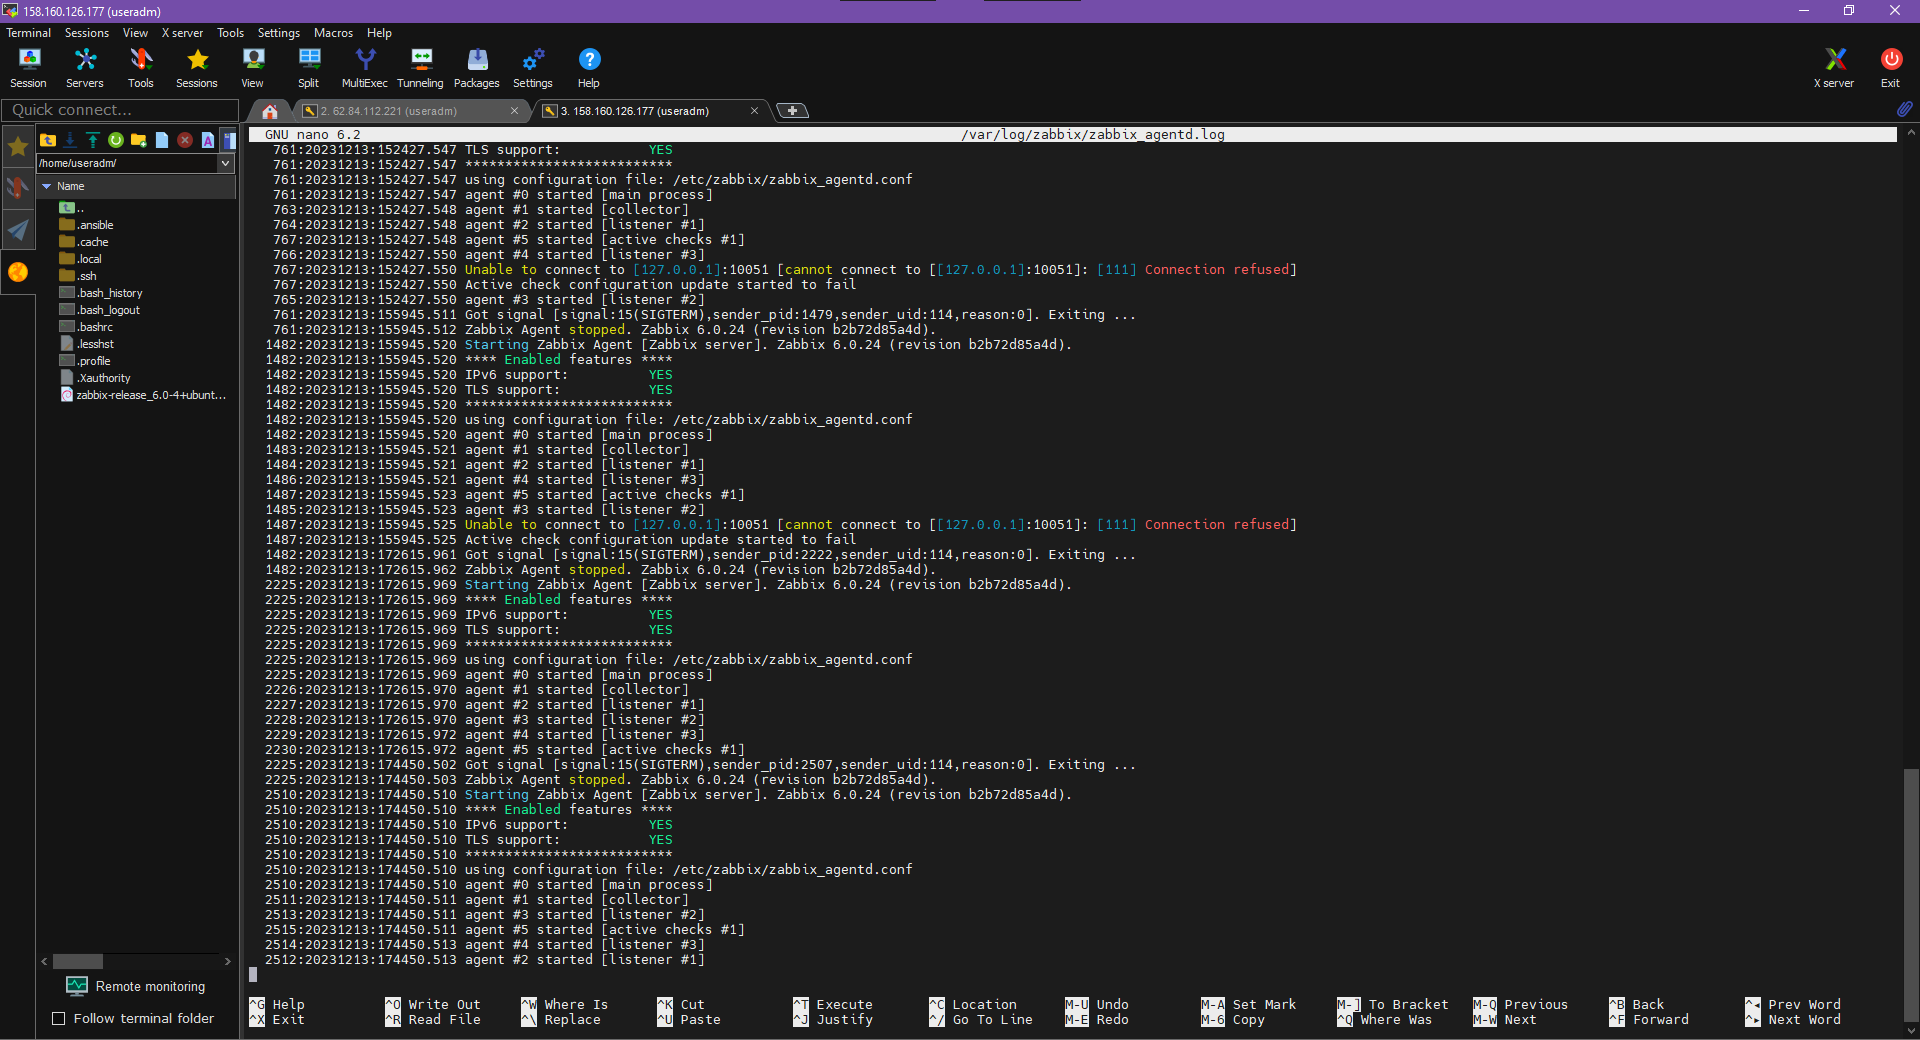 158.160.126.177 (useradm)
Terminal Sessions View X server Tools Settings Macros Help
Session Servers Tools Sessions View Split MultiExec Tunneling Packages Settings Help X server Exit
Quick connect...
2. 62.84.112.221 (useradm)
3. 158.160.126.177 (useradm)
/home/useradm/
Name
..
.ansible
.cache
.local
.ssh
.bash_history
.bash_logout
.bashrc
.lesshst
.profile
.Xauthority
zabbix-release_6.0-4+ubunt...
Remote monitoring
Follow terminal folder
GNU nano 6.2 /var/log/zabbix/zabbix_agentd.log
761:20231213:152427.547 TLS support: YES
761:20231213:152427.547 **************************
761:20231213:152427.547 using configuration file: /etc/zabbix/zabbix_agentd.conf
761:20231213:152427.547 agent #0 started [main process]
763:20231213:152427.548 agent #1 started [collector]
764:20231213:152427.548 agent #2 started [listener #1]
767:20231213:152427.548 agent #5 started [active checks #1]
766:20231213:152427.550 agent #4 started [listener #3]
767:20231213:152427.550 Unable to connect to [127.0.0.1]:10051 [cannot connect to [[127.0.0.1]:10051]: [111] Connection refused]
767:20231213:152427.550 Active check configuration update started to fail
765:20231213:152427.550 agent #3 started [listener #2]
761:20231213:155945.511 Got signal [signal:15(SIGTERM),sender_pid:1479,sender_uid:114,reason:0]. Exiting ...
761:20231213:155945.512 Zabbix Agent stopped. Zabbix 6.0.24 (revision b2b72d85a4d).
1482:20231213:155945.520 Starting Zabbix Agent [Zabbix server]. Zabbix 6.0.24 (revision b2b72d85a4d).
1482:20231213:155945.520 **** Enabled features ****
1482:20231213:155945.520 IPv6 support: YES
1482:20231213:155945.520 TLS support: YES
1482:20231213:155945.520 **************************
1482:20231213:155945.520 using configuration file: /etc/zabbix/zabbix_agentd.conf
1482:20231213:155945.520 agent #0 started [main process]
1483:20231213:155945.521 agent #1 started [collector]
1484:20231213:155945.521 agent #2 started [listener #1]
1486:20231213:155945.521 agent #4 started [listener #3]
1487:20231213:155945.523 agent #5 started [active checks #1]
1485:20231213:155945.523 agent #3 started [listener #2]
1487:20231213:155945.525 Unable to connect to [127.0.0.1]:10051 [cannot connect to [[127.0.0.1]:10051]: [111] Connection refused]
1487:20231213:155945.525 Active check configuration update started to fail
1482:20231213:172615.961 Got signal [signal:15(SIGTERM),sender_pid:2222,sender_uid:114,reason:0]. Exiting ...
1482:20231213:172615.962 Zabbix Agent stopped. Zabbix 6.0.24 (revision b2b72d85a4d).
2225:20231213:172615.969 Starting Zabbix Agent [Zabbix server]. Zabbix 6.0.24 (revision b2b72d85a4d).
2225:20231213:172615.969 **** Enabled features ****
2225:20231213:172615.969 IPv6 support: YES
2225:20231213:172615.969 TLS support: YES
2225:20231213:172615.969 **************************
2225:20231213:172615.969 using configuration file: /etc/zabbix/zabbix_agentd.conf
2225:20231213:172615.969 agent #0 started [main process]
2226:20231213:172615.970 agent #1 started [collector]
2227:20231213:172615.970 agent #2 started [listener #1]
2228:20231213:172615.970 agent #3 started [listener #2]
2229:20231213:172615.972 agent #4 started [listener #3]
2230:20231213:172615.972 agent #5 started [active checks #1]
2225:20231213:174450.502 Got signal [signal:15(SIGTERM),sender_pid:2507,sender_uid:114,reason:0]. Exiting ...
2225:20231213:174450.503 Zabbix Agent stopped. Zabbix 6.0.24 (revision b2b72d85a4d).
2510:20231213:174450.510 Starting Zabbix Agent [Zabbix server]. Zabbix 6.0.24 (revision b2b72d85a4d).
2510:20231213:174450.510 **** Enabled features ****
2510:20231213:174450.510 IPv6 support: YES
2510:20231213:174450.510 TLS support: YES
2510:20231213:174450.510 **************************
2510:20231213:174450.510 using configuration file: /etc/zabbix/zabbix_agentd.conf
2510:20231213:174450.510 agent #0 started [main process]
2511:20231213:174450.511 agent #1 started [collector]
2513:20231213:174450.511 agent #3 started [listener #2]
2515:20231213:174450.511 agent #5 started [active checks #1]
2514:20231213:174450.513 agent #4 started [listener #3]
2512:20231213:174450.513 agent #2 started [listener #1]
^G Help ^O Write Out ^W Where Is ^K Cut ^T Execute ^C Location M-U Undo M-A Set Mark M-] To Bracket M-Q Previous ^B Back ^◂ Prev Word
^X Exit ^R Read File ^\ Replace ^U Paste ^J Justify ^/ Go To Line M-E Redo M-6 Copy ^Q Where Was M-W Next ^F Forward ^▸ Next Word